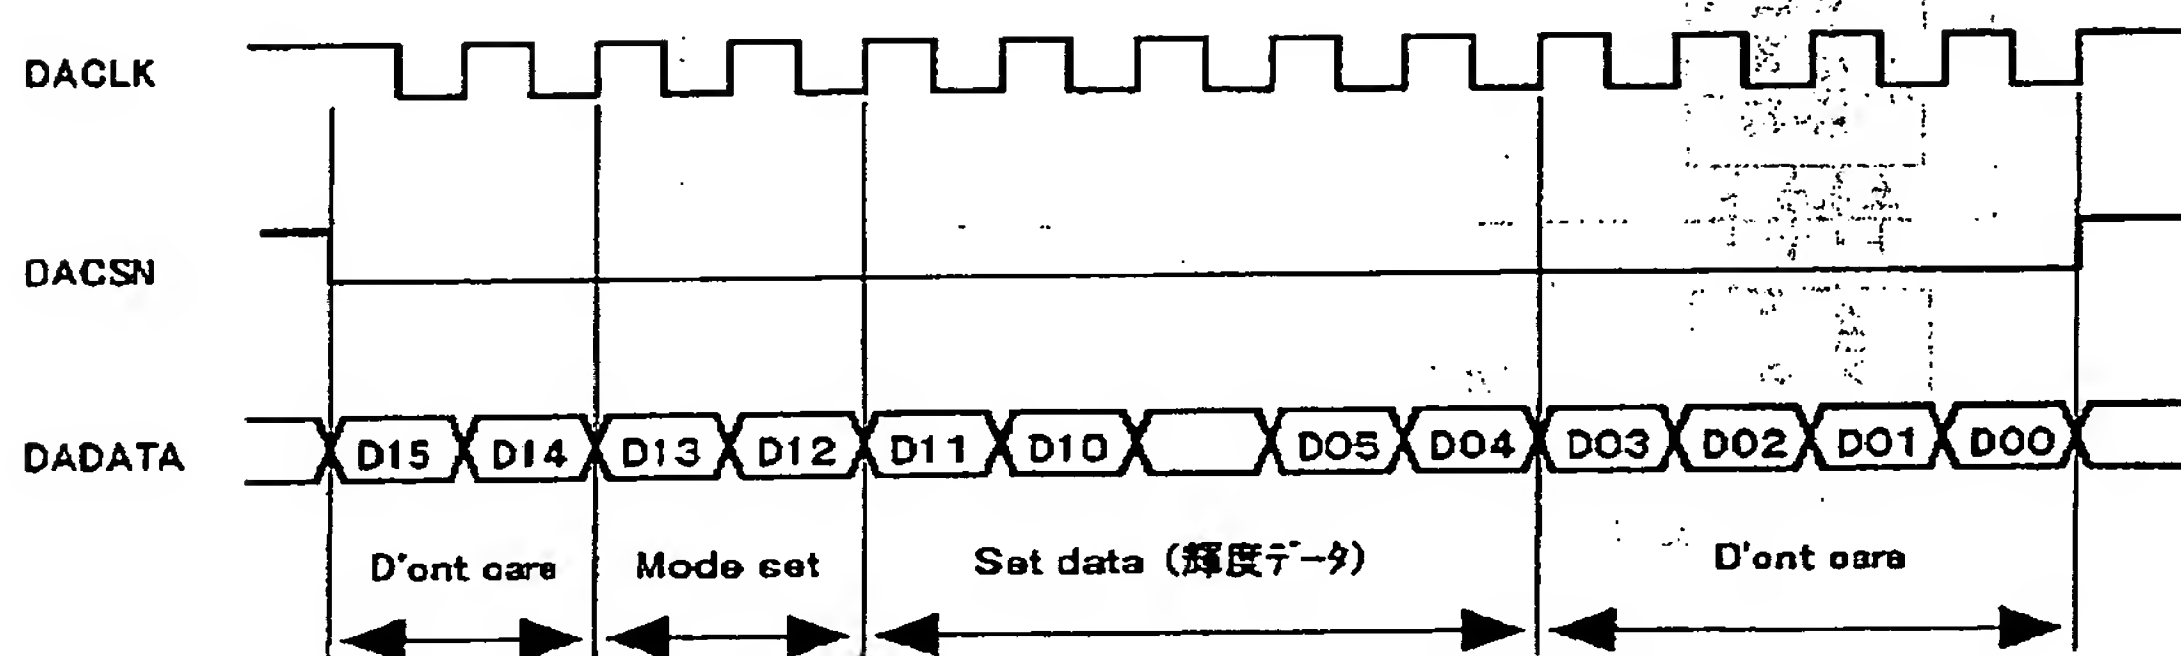 DACLK
DACSN
DADATA D15 D14 D13 D12 D11 D10 D05 D04 D03 D02 D01 D00
D'ont care Mode set Set data (輝度データ) D'ont care